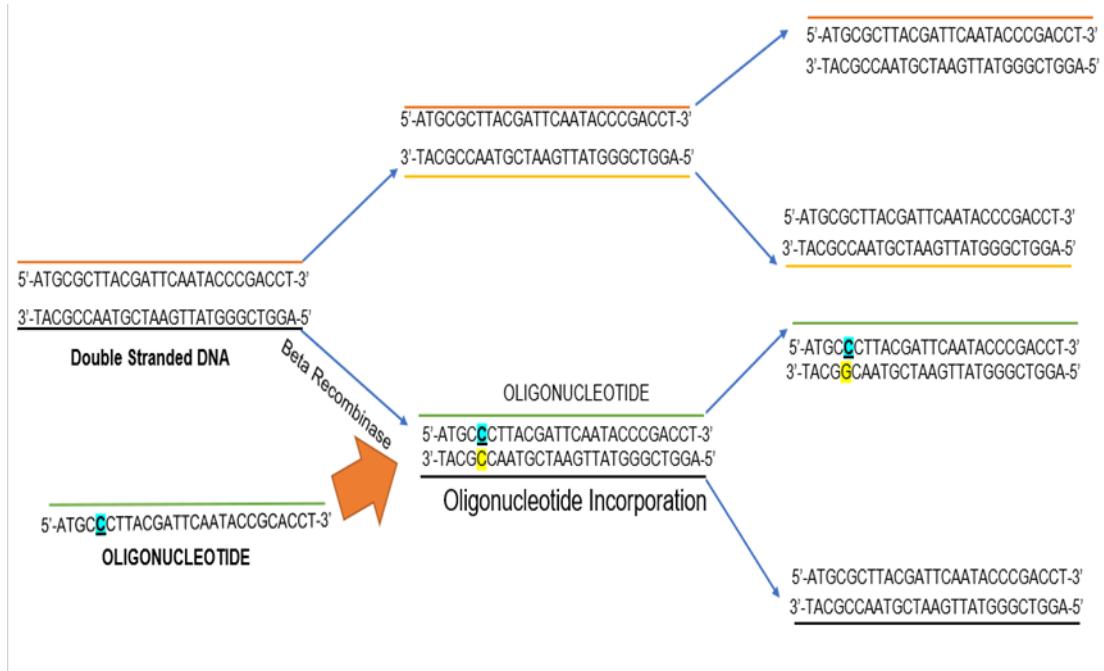 5'-ATGCGCTTACGATTCAATACCCGACCT-3'
3'-TACGCCAATGCTAAGTTATGGGCTGGA-5'
5'-ATGCGCTTACGATTCAATACCCGACCT-3'
3'-TACGCCAATGCTAAGTTATGGGCTGGA-5'
5'-ATGCGCTTACGATTCAATACCCGACCT-3'
3'-TACGCCAATGCTAAGTTATGGGCTGGA-5'
5'-ATGCGCTTACGATTCAATACCCGACCT-3'
3'-TACGCCAATGCTAAGTTATGGGCTGGA-5'
Double Stranded DNA
Beta Recombinase
5'-ATGCCCTTACGATTCAATACCCGACCT-3'
3'-TACGGCAATGCTAAGTTATGGGCTGGA-5'
OLIGONUCLEOTIDE
5'-ATGCCCTTACGATTCAATACCCGACCT-3'
3'-TACGCCAATGCTAAGTTATGGGCTGGA-5'
Oligonucleotide Incorporation
5'-ATGCCCTTACGATTCAATACCGCACCT-3'
OLIGONUCLEOTIDE
5'-ATGCGCTTACGATTCAATACCCGACCT-3'
3'-TACGCCAATGCTAAGTTATGGGCTGGA-5'